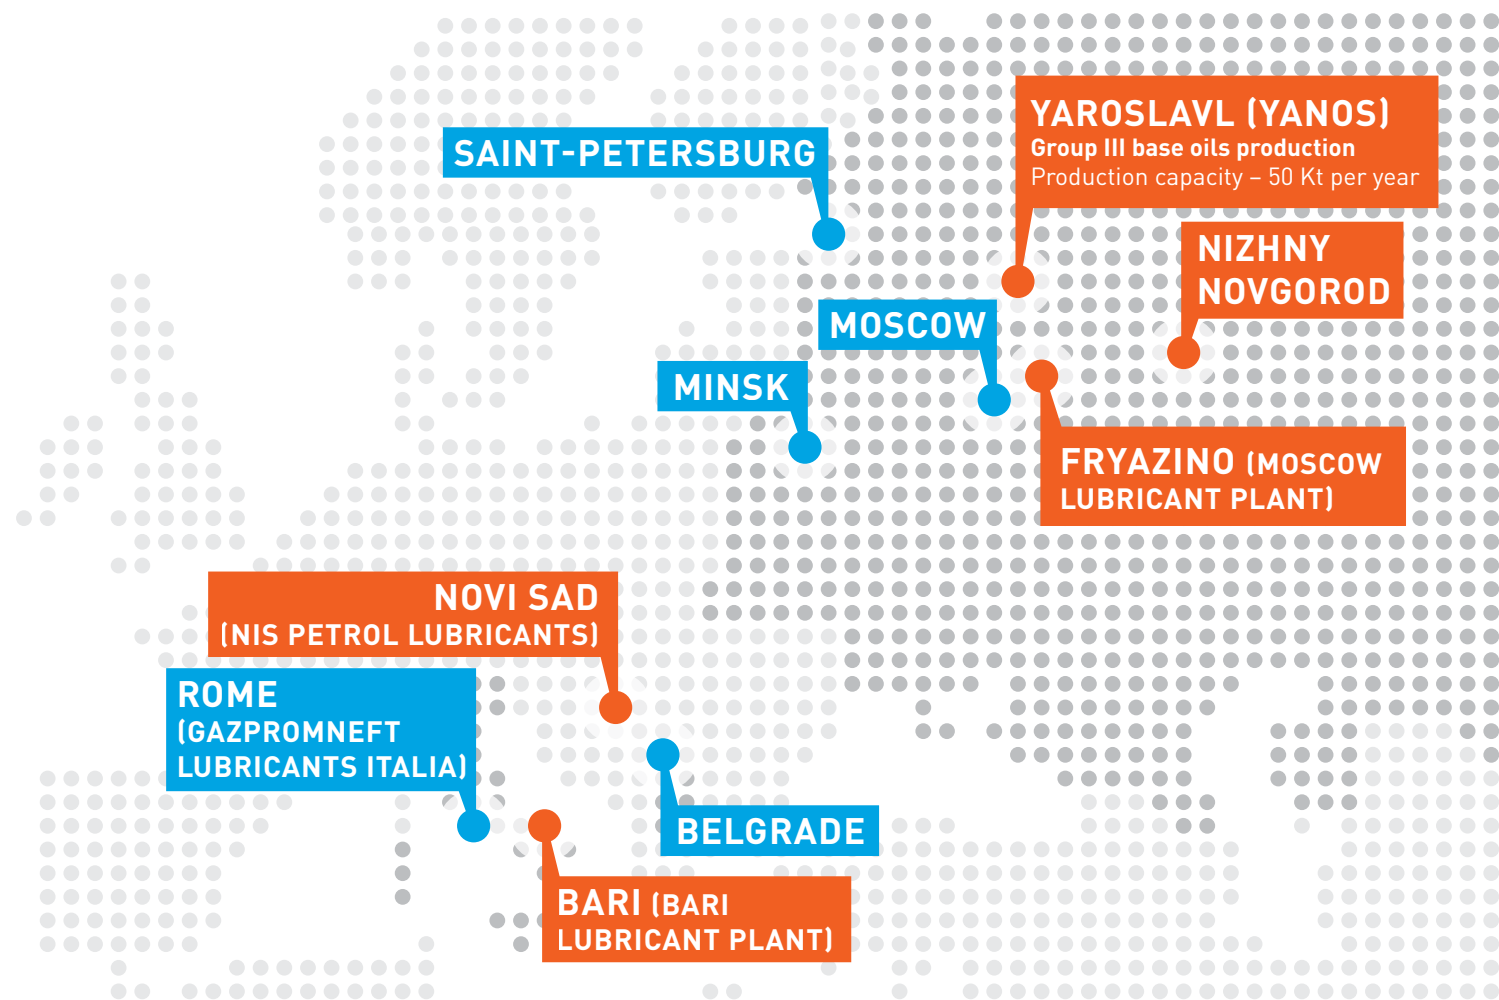 YAROSLAVL (YANOS)
Group III base oils production
Production capacity – 50 Kt per year
SAINT-PETERSBURG
NIZHNY
NOVGOROD
MOSCOW
MINSK
FRYAZINO (MOSCOW
LUBRICANT PLANT)
NOVI SAD
(NIS PETROL LUBRICANTS)
ROME
(GAZPROMNEFT
LUBRICANTS ITALIA)
BELGRADE
BARI (BARI
LUBRICANT PLANT)